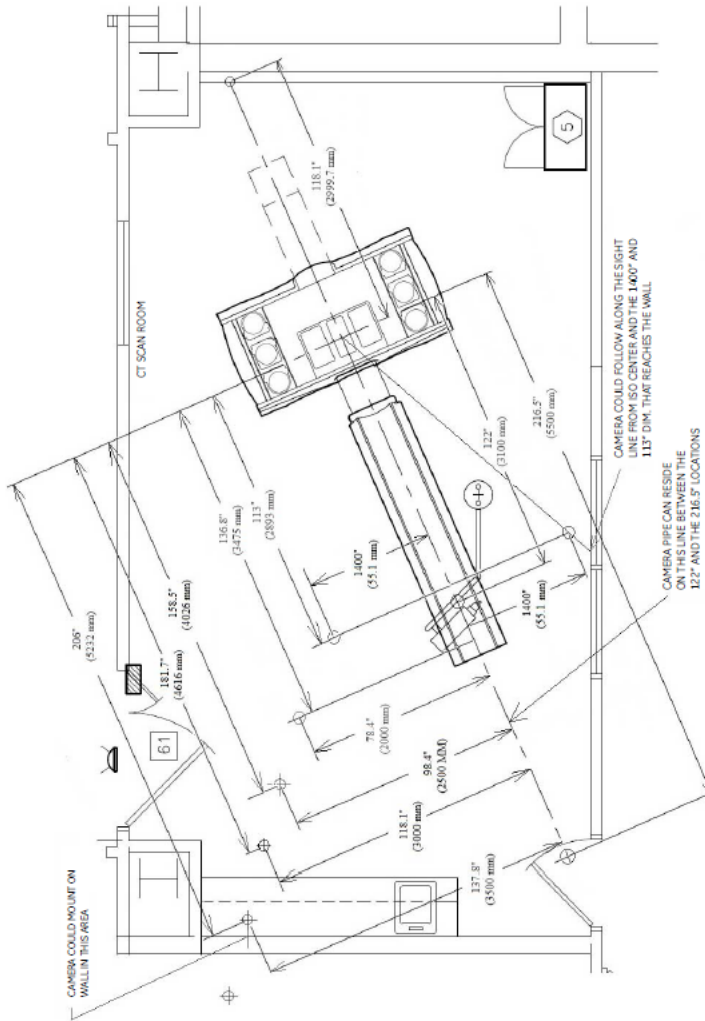 CT SCAN ROOM
118.1"
(2999.7 mm)
5
CAMERA COULD FOLLOW ALONG THE SIGHT
LINE FROM ISO CENTER AND THE 1400" AND
113" DIM. THAT REACHES THE WALL
216.5"
(5500 mm)
122"
(3100 mm)
113"
(2893 mm)
136.8"
(3475 mm)
158.5"
(4026 mm)
181.7"
(4616 mm)
206"
(5232 mm)
1400"
(55.1 mm)
1400"
(55.1 mm)
CAMERA PIPE CAN RESIDE
ON THIS LINE BETWEEN THE
122" AND THE 216.5" LOCATIONS
78.4"
(2000 mm)
98.4"
(2500 MM)
118.1"
(3000 mm)
137.8"
(3500 mm)
61
CAMERA COULD MOUNT ON
WALL IN THIS AREA